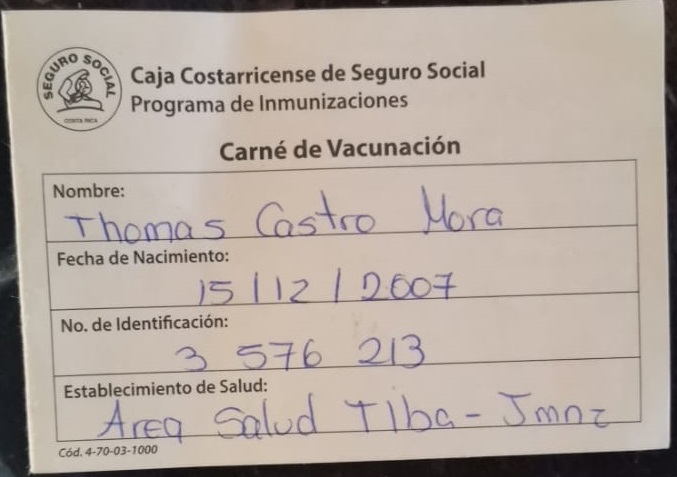 SEGURO SOCIAL
COSTA RICA
Caja Costarricense de Seguro Social
Programa de Inmunizaciones
Carné de Vacunación
Nombre:
Thomas Castro Mora
Fecha de Nacimiento:
15/12/2007
No. de Identificación:
3 576 213
Establecimiento de Salud:
Area Salud Tlba - Jmnz
Cód. 4-70-03-1000